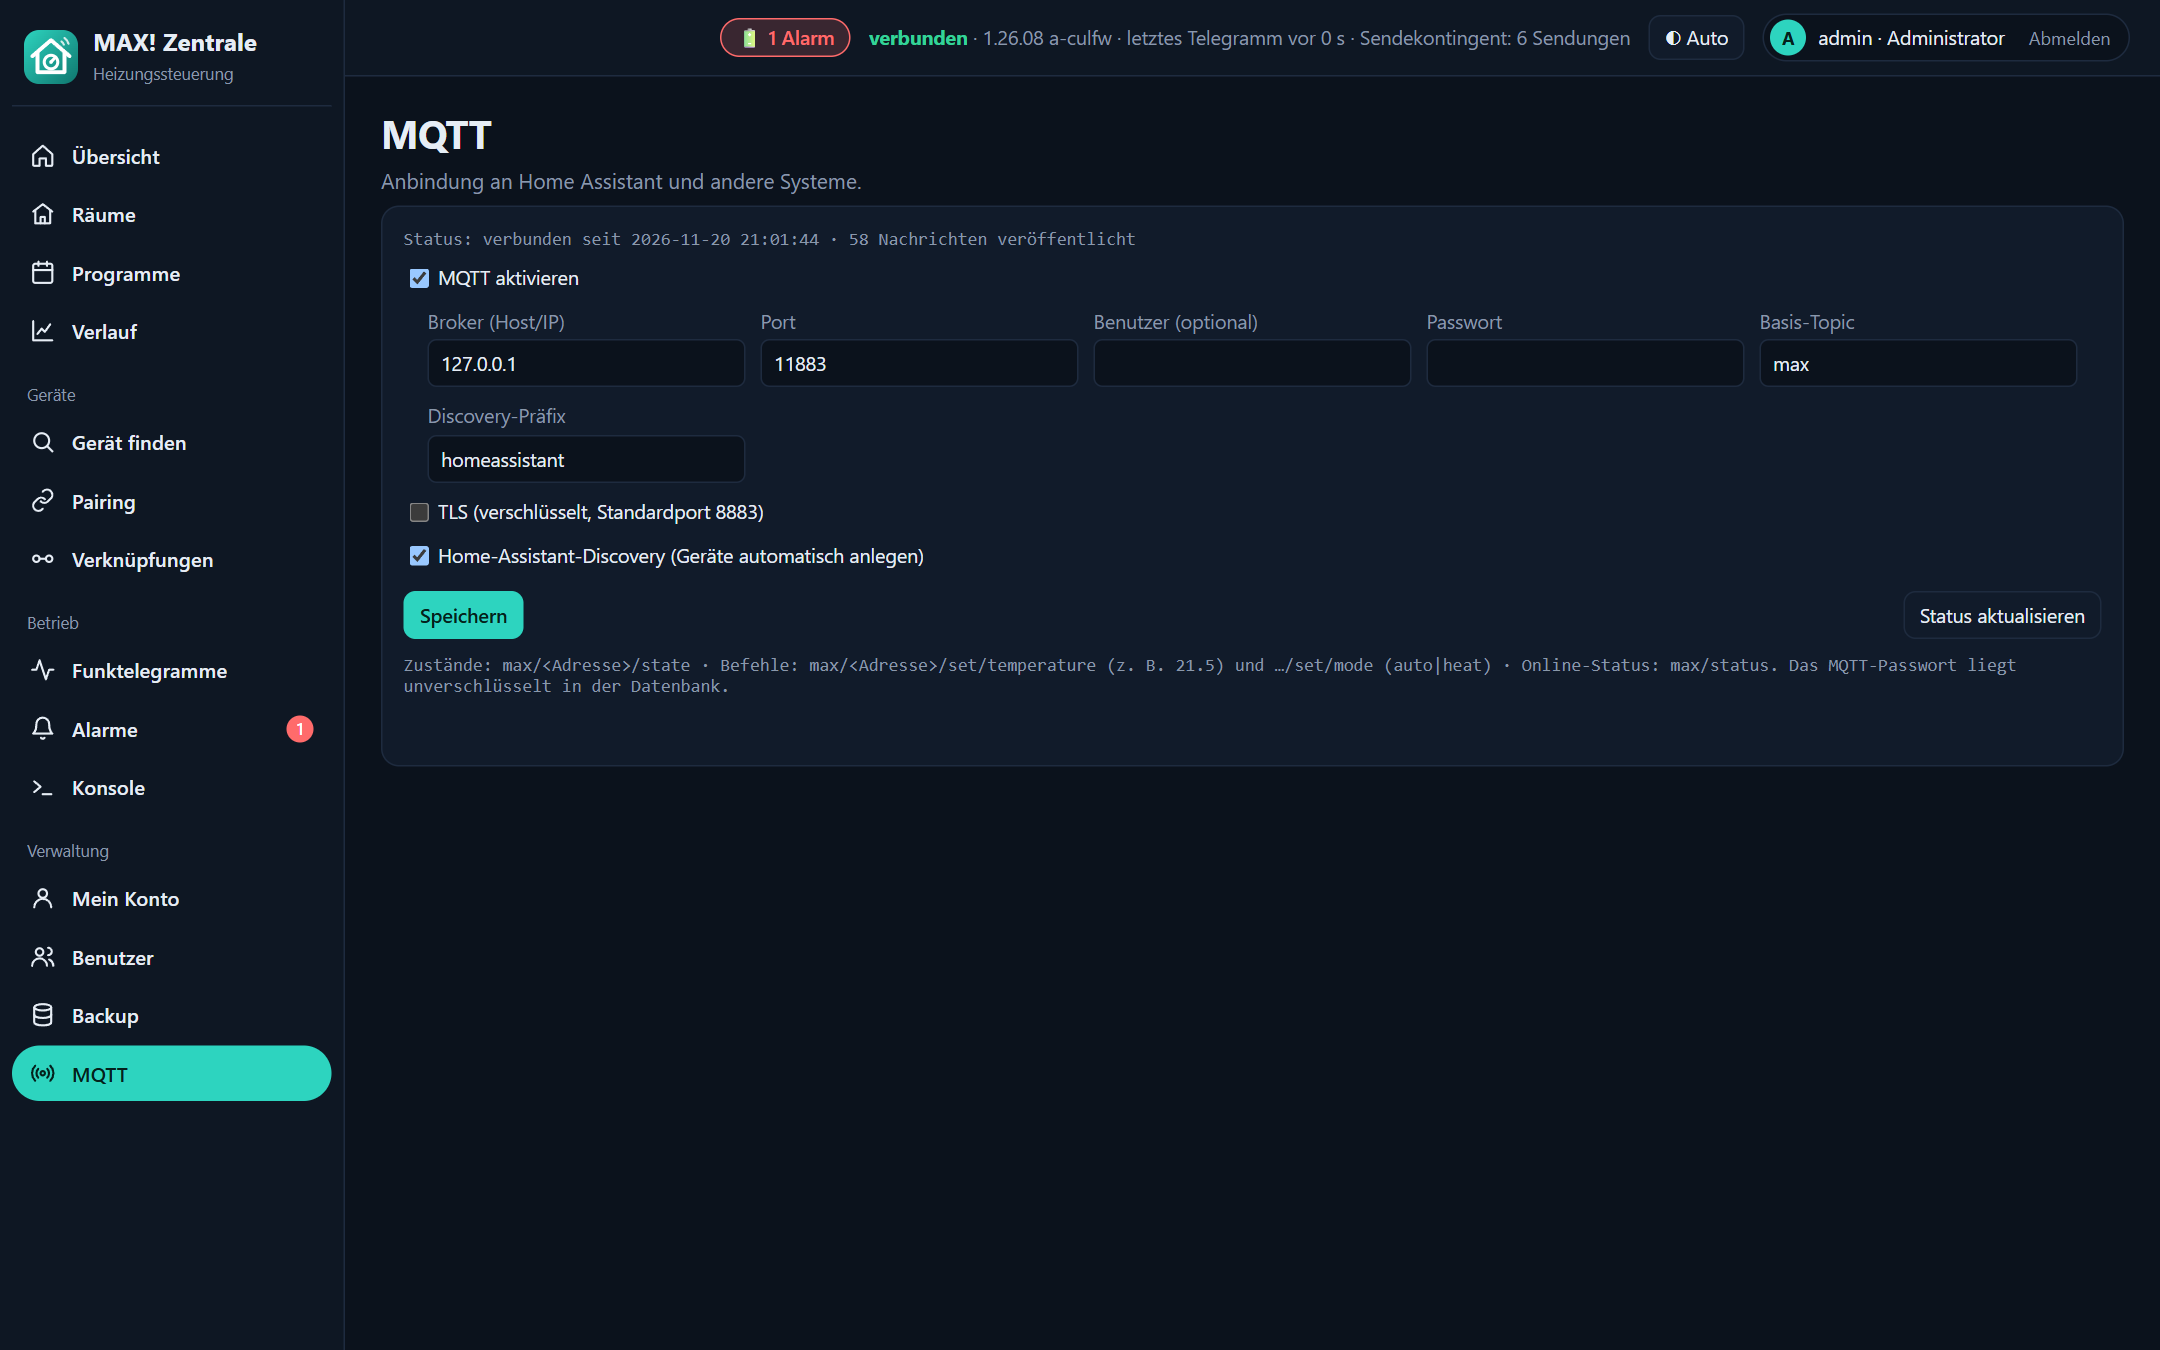 MAX! Zentrale
Heizungssteuerung
Übersicht
Räume
Programme
Verlauf
Geräte
Gerät finden
Pairing
Verknüpfungen
Betrieb
Funktelegramme
Alarme 1
Konsole
Verwaltung
Mein Konto
Benutzer
Backup
MQTT
1 Alarm verbunden · 1.26.08 a-culfw · letztes Telegramm vor 0 s · Sendekontingent: 6 Sendungen Auto A admin · Administrator Abmelden
MQTT
Anbindung an Home Assistant und andere Systeme.
Status: verbunden seit 2026-11-20 21:01:44 · 58 Nachrichten veröffentlicht
MQTT aktivieren
Broker (Host/IP) Port Benutzer (optional) Passwort Basis-Topic
127.0.0.1 11883 max
Discovery-Präfix
homeassistant
TLS (verschlüsselt, Standardport 8883)
Home-Assistant-Discovery (Geräte automatisch anlegen)
Speichern Status aktualisieren
Zustände: max/<Adresse>/state · Befehle: max/<Adresse>/set/temperature (z. B. 21.5) und …/set/mode (auto|heat) · Online-Status: max/status. Das MQTT-Passwort liegt
unverschlüsselt in der Datenbank.